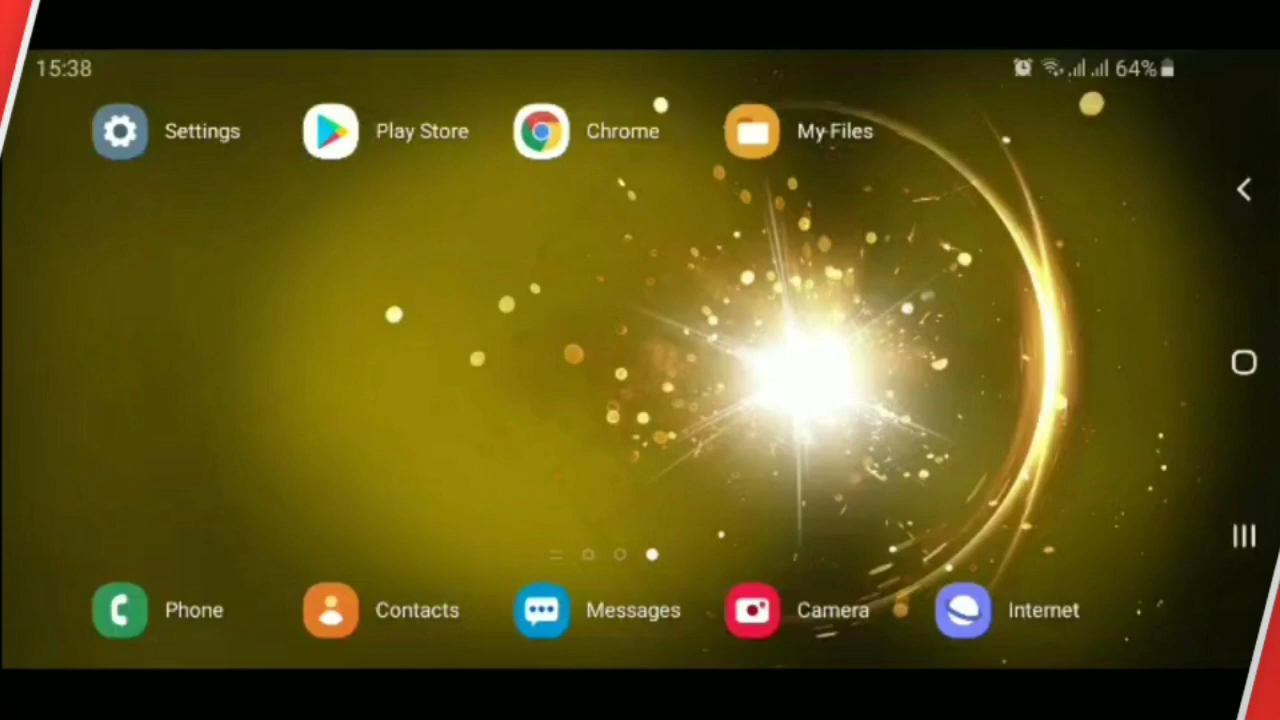 15:38 64%
Settings Play Store Chrome My Files
Phone Contacts Messages Camera Internet